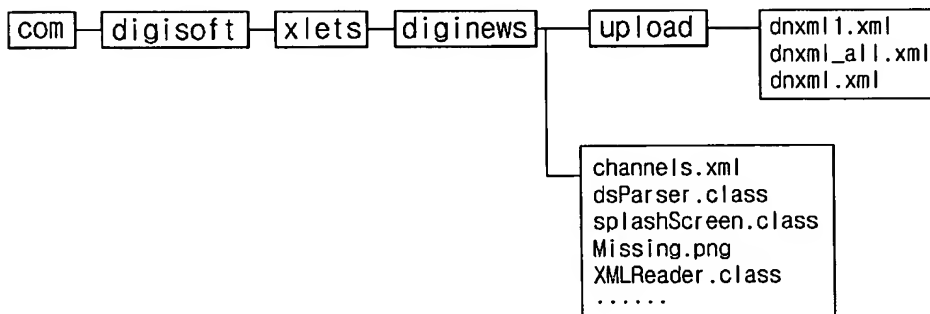 com
digisoft
xlets
diginews
upload
dnxml1.xml
dnxml_all.xml
dnxml.xml
channels.xml
dsParser.class
splashScreen.class
Missing.png
XMLReader.class
......